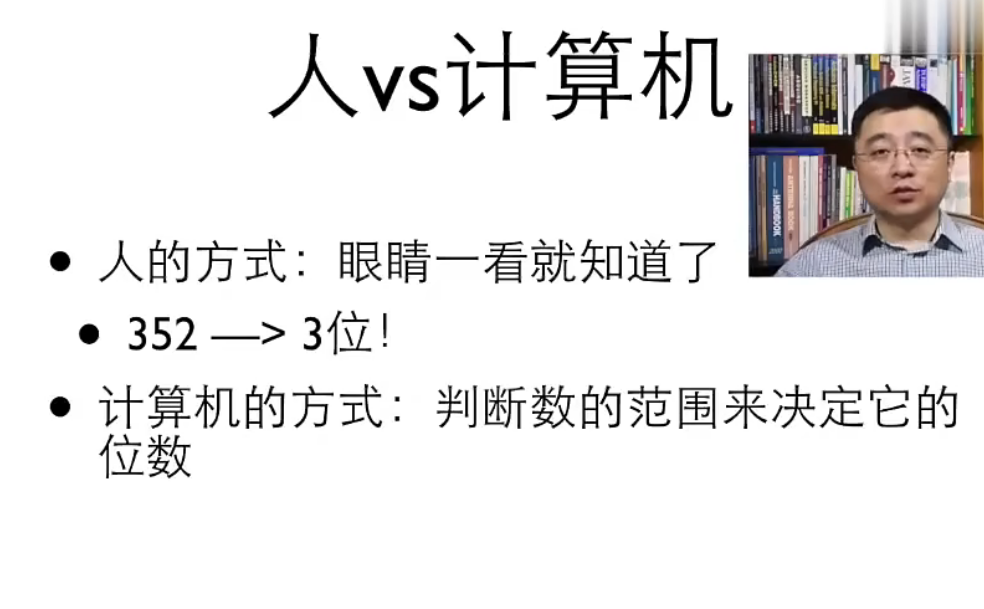 人vs计算机
人的方式：眼睛一看就知道了
352 —> 3位！
计算机的方式：判断数的范围来决定它的
位数
HANDBOOK